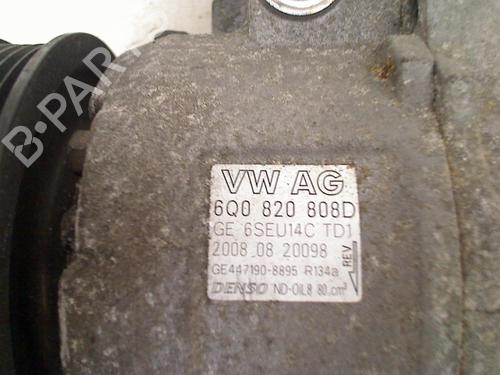 B-PARTS
VW AG
6Q0 820 808D
GE 6SEU14C TD1
2008.08.20098
REV.
GE447190-8895 R134a
DENSO ND-OIL8 80.cm³